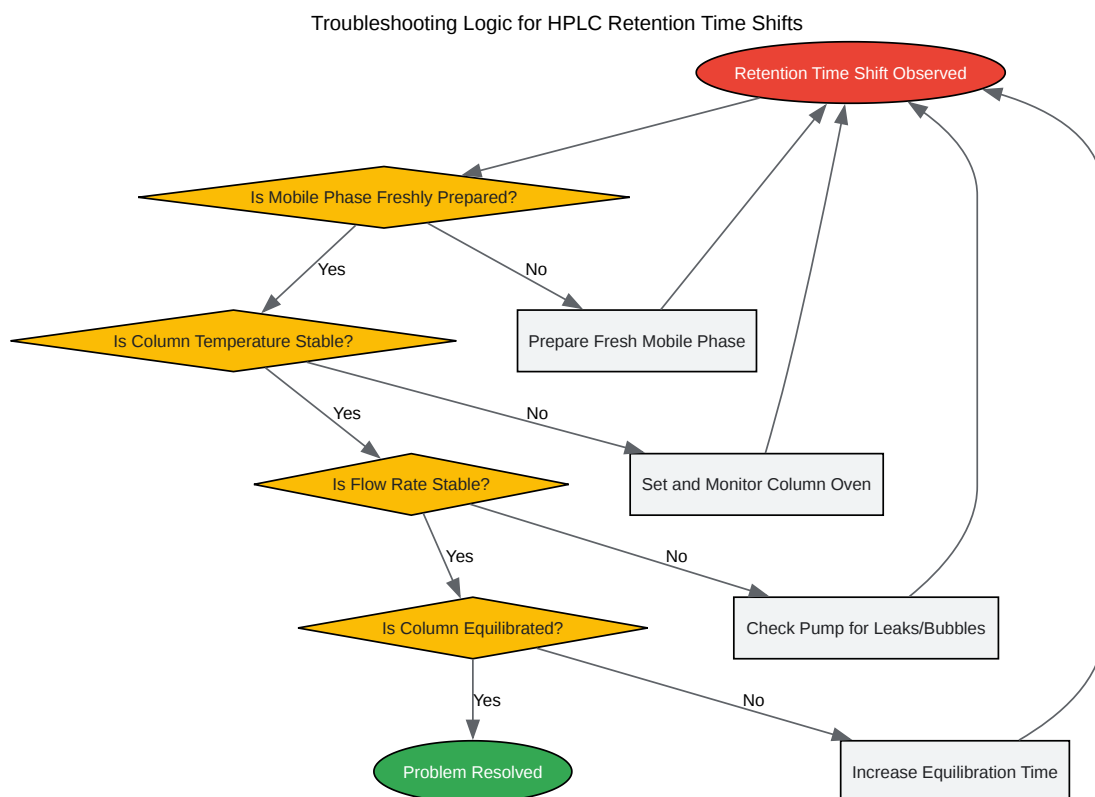 Troubleshooting Logic for HPLC Retention Time Shifts
Retention Time Shift Observed
Is Mobile Phase Freshly Prepared?
Yes
No
Is Column Temperature Stable?
Prepare Fresh Mobile Phase
Yes
No
Is Flow Rate Stable?
Set and Monitor Column Oven
Yes
No
Is Column Equilibrated?
Check Pump for Leaks/Bubbles
Yes
No
Problem Resolved
Increase Equilibration Time